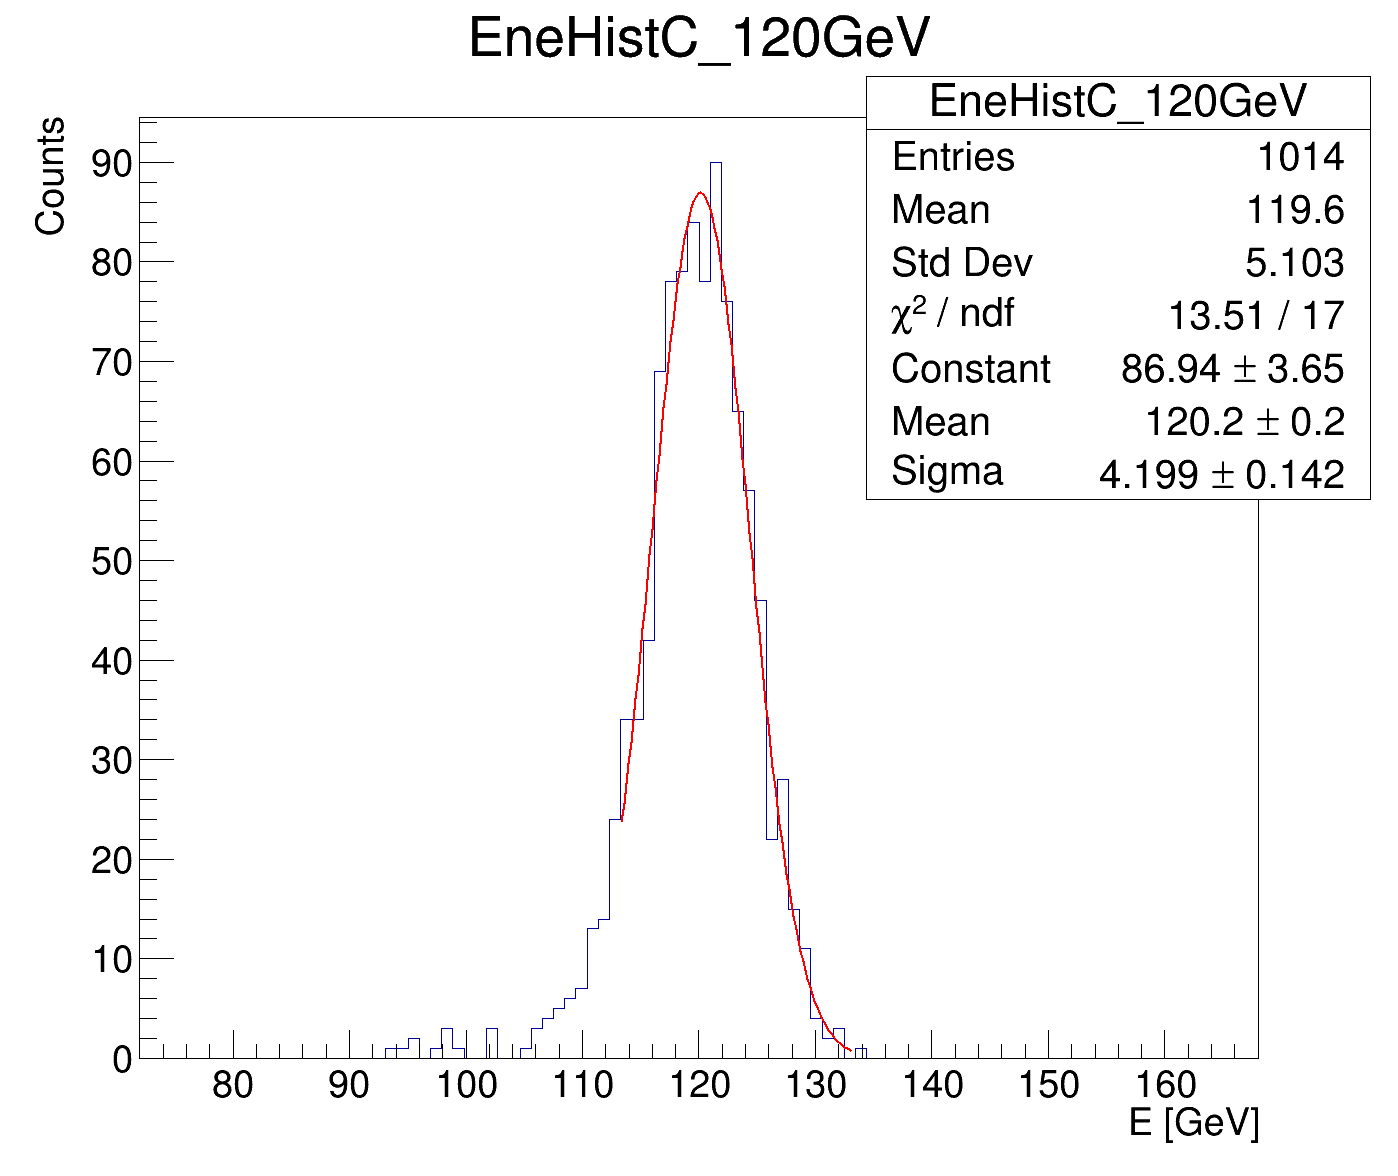 EneHistC_120GeV
EneHistC_120GeV
Entries 1014
Mean 119.6
Std Dev 5.103
χ² / ndf 13.51 / 17
Constant 86.94 ± 3.65
Mean 120.2 ± 0.2
Sigma 4.199 ± 0.142
Counts
90
80
70
60
50
40
30
20
10
0
80 90 100 110 120 130 140 150 160
E [GeV]